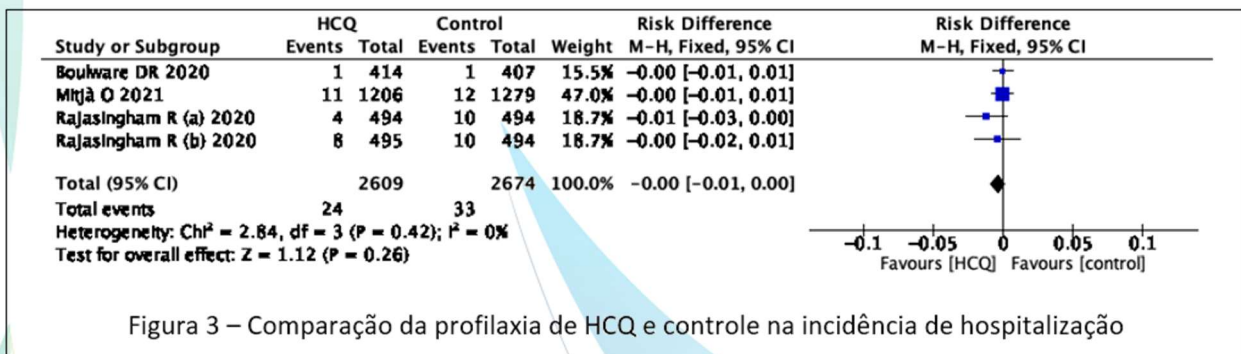 HCQ Control Risk Difference Risk Difference
Study or Subgroup Events Total Events Total Weight M-H, Fixed, 95% CI M-H, Fixed, 95% CI
Boulware DR 2020 1 414 1 407 15.5% −0.00 [−0.01, 0.01]
Mitjà O 2021 11 1206 12 1279 47.0% −0.00 [−0.01, 0.01]
Rajasingham R (a) 2020 4 494 10 494 18.7% −0.01 [−0.03, 0.00]
Rajasingham R (b) 2020 8 495 10 494 18.7% −0.00 [−0.02, 0.01]
Total (95% CI) 2609 2674 100.0% −0.00 [−0.01, 0.00]
Total events 24 33
Heterogeneity: Chi² = 2.84, df = 3 (P = 0.42); I² = 0%
Test for overall effect: Z = 1.12 (P = 0.26)
−0.1 −0.05 0 0.05 0.1
Favours [HCQ] Favours [control]
Figura 3 – Comparação da profilaxia de HCQ e controle na incidência de hospitalização